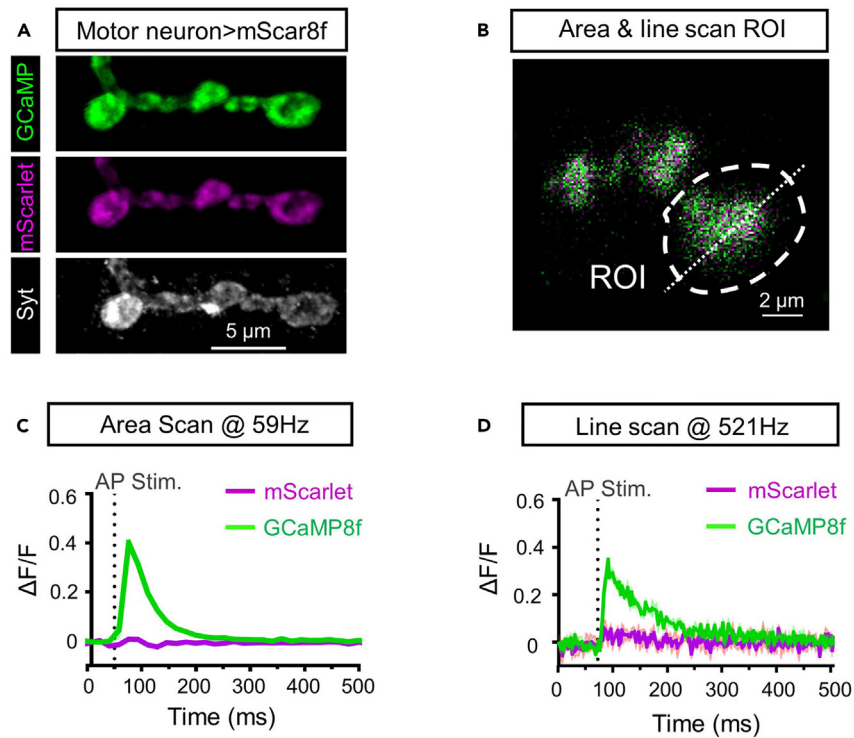 A
Motor neuron>mScar8f
GCaMP
mScarlet
Syt
5 µm
B
Area & line scan ROI
ROI
2 µm
C
Area Scan @ 59Hz
AP Stim.
mScarlet
GCaMP8f
ΔF/F
0.6
0.4
0.2
0
0 100 200 300 400 500
Time (ms)
D
Line scan @ 521Hz
AP Stim.
mScarlet
GCaMP8f
ΔF/F
0.6
0.4
0.2
0
0 100 200 300 400 500
Time (ms)